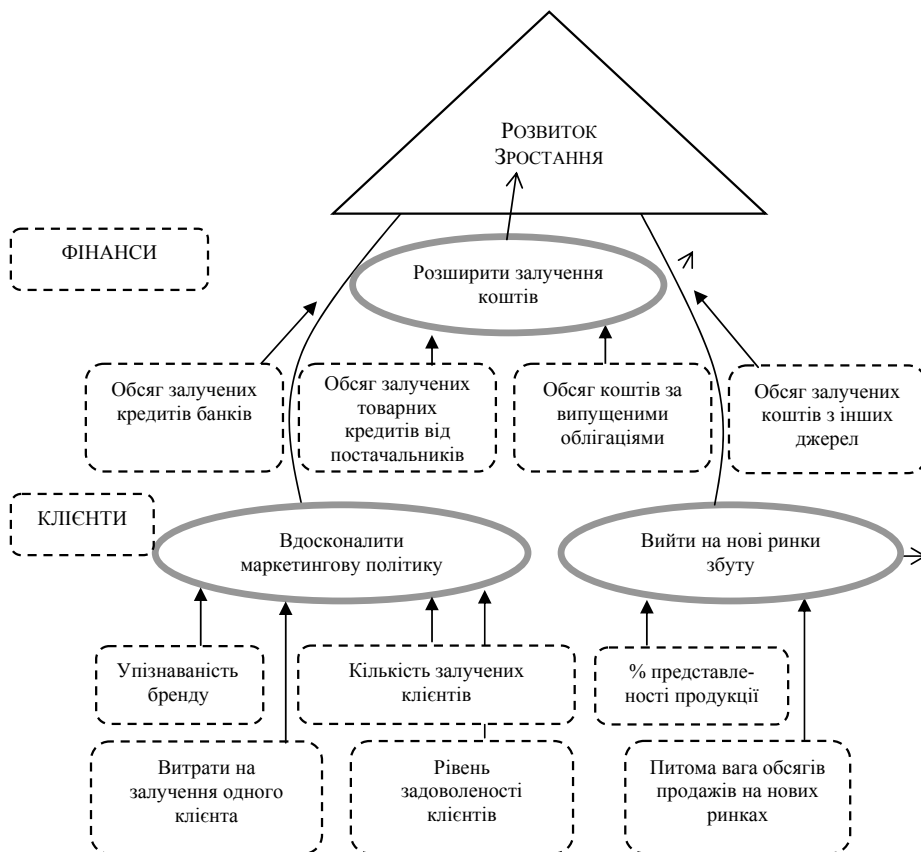 РОЗВИТОК
ЗРОСТАННЯ
ФІНАНСИ
Розширити залучення
коштів
Обсяг залучених
кредитів банків
Обсяг залучених
товарних
кредитів від
постачальників
Обсяг коштів за
випущеними
облігаціями
Обсяг залучених
коштів з інших
джерел
КЛІЄНТИ
Вдосконалити
маркетингову політику
Вийти на нові ринки
збуту
Упізнаваність
бренду
Кількість залучених
клієнтів
% представле-
ності продукції
Витрати на
залучення одного
клієнта
Рівень
задоволеності
клієнтів
Питома вага обсягів
продажів на нових
ринках